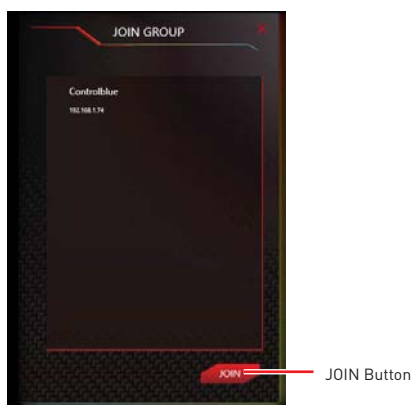 JOIN GROUP
Controlblue
192.168.1.74
JOIN
JOIN Button